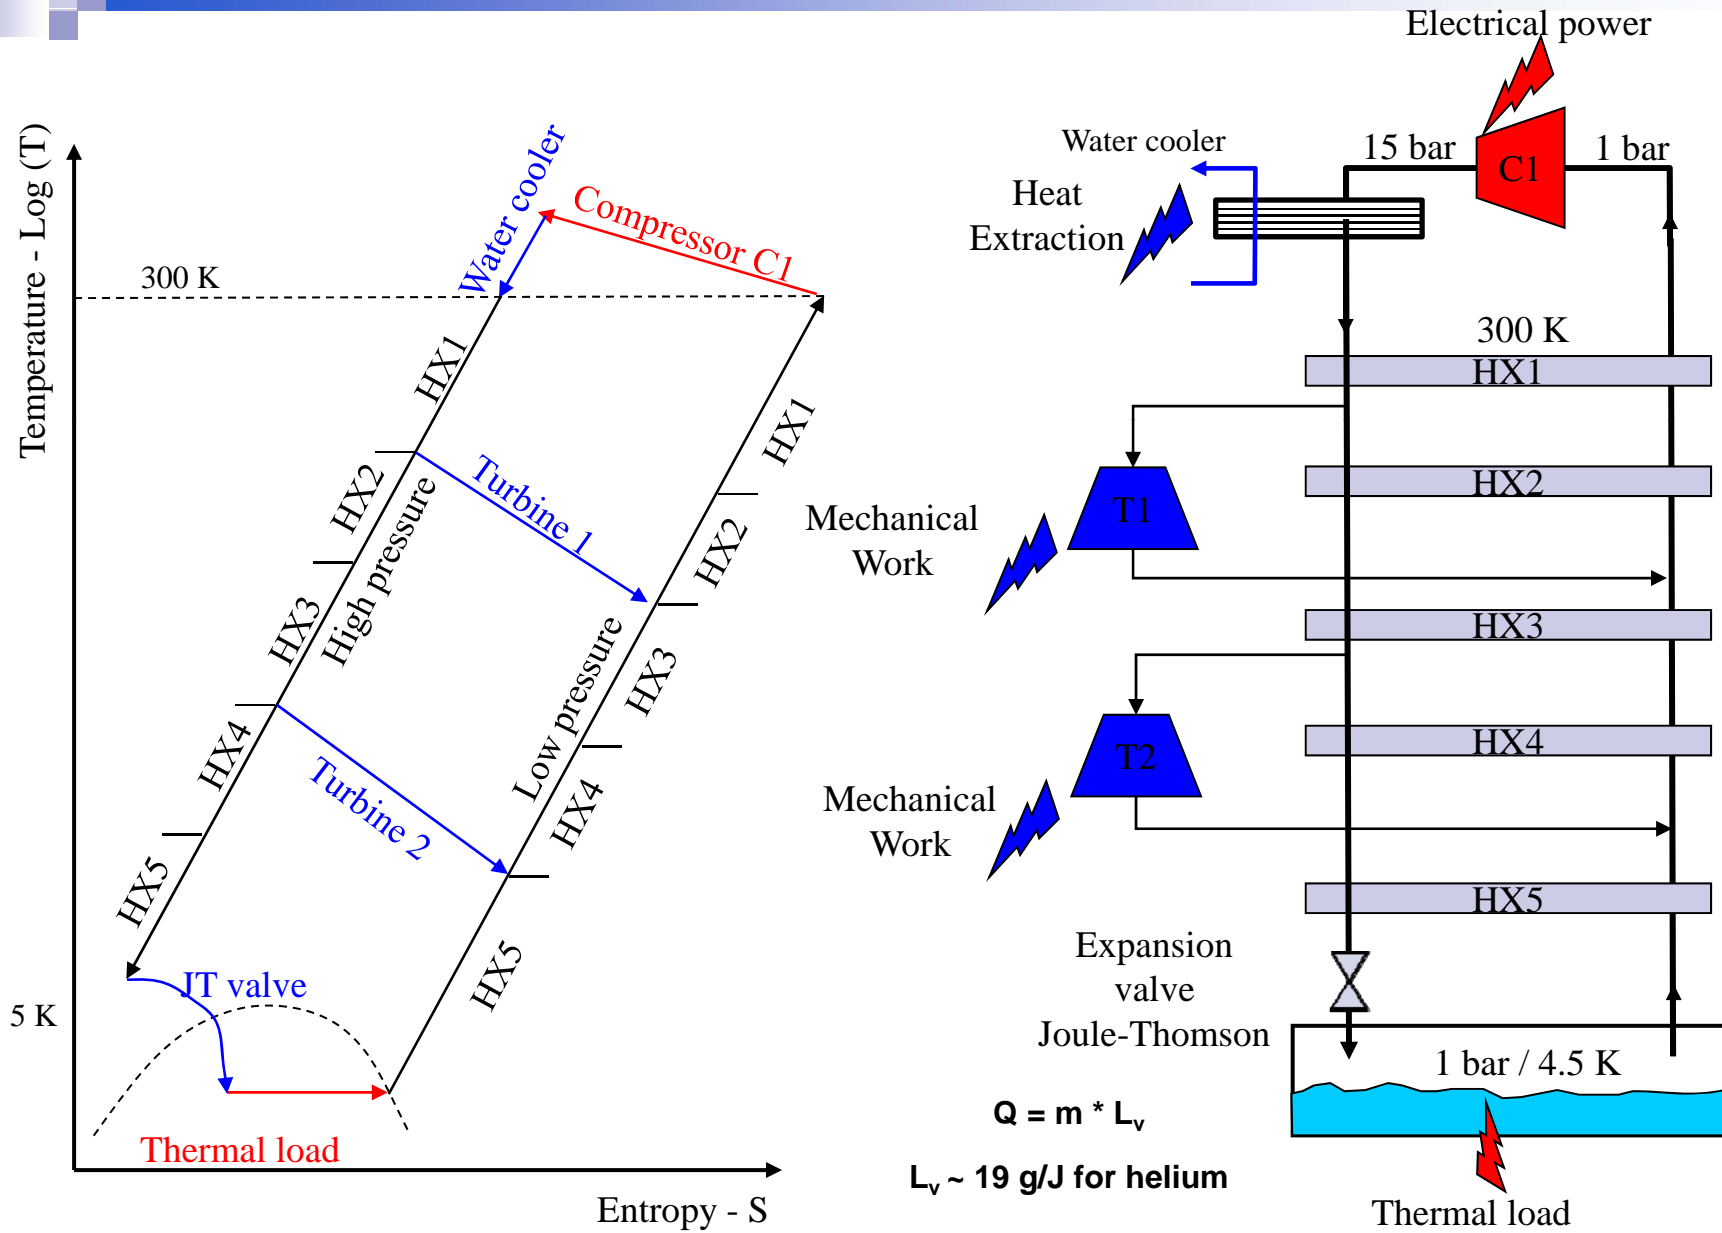 Electrical power
Temperature - Log (T)
Water cooler
Compressor C1
300 K
HX1
HX2
HX3
HX4
HX5
High pressure
Turbine 1
Turbine 2
Low pressure
HX1
HX2
HX3
HX4
HX5
JT valve
5 K
Thermal load
Entropy - S
Water cooler
Heat
Extraction
15 bar
C1
1 bar
300 K
HX1
HX2
T1
Mechanical
Work
HX3
T2
HX4
Mechanical
Work
HX5
Expansion
valve
Joule-Thomson
1 bar / 4.5 K
Q = m * Lv
Lv ~ 19 g/J for helium
Thermal load